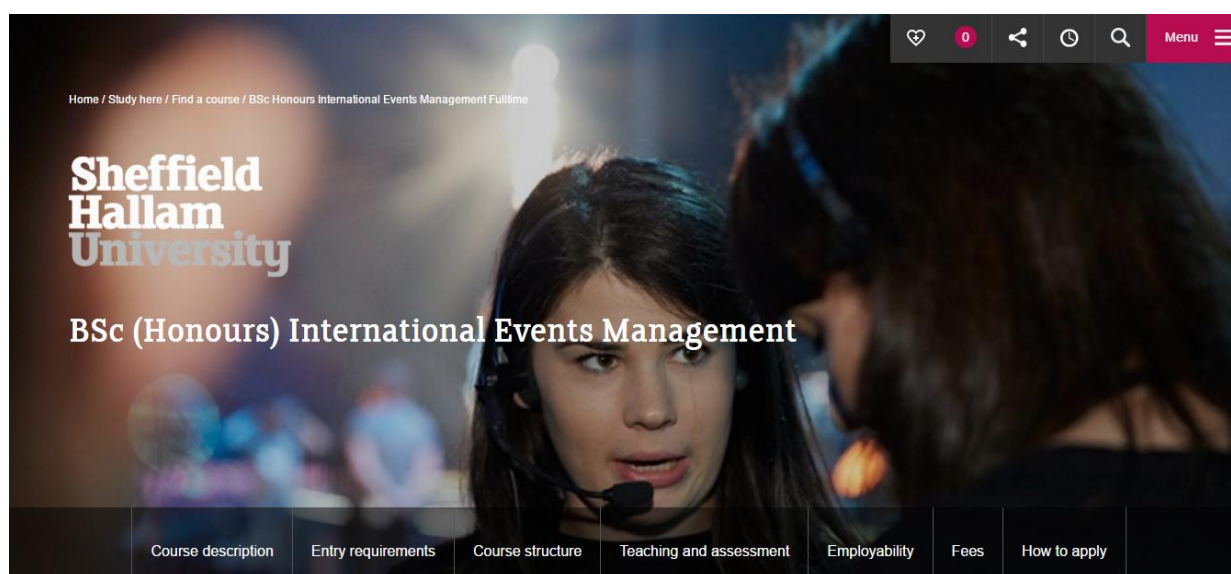 0
Menu
Home / Study here / Find a course / BSc Honours International Events Management Fulltime
Sheffield
Hallam
University
BSc (Honours) International Events Management
Course description Entry requirements Course structure Teaching and assessment Employability Fees How to apply